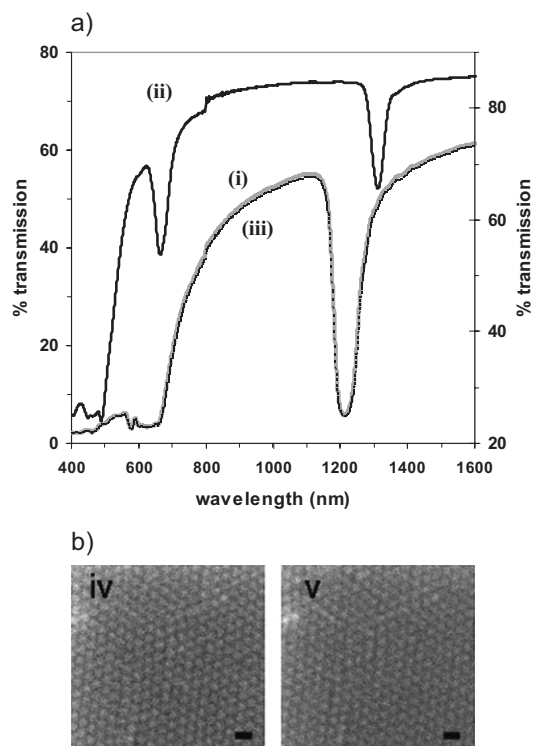 a)
80
60
40
20
0
80
60
40
20
% transmission
% transmission
(ii)
(i)
(iii)
400 600 800 1000 1200 1400 1600
wavelength (nm)
b)
iv
v